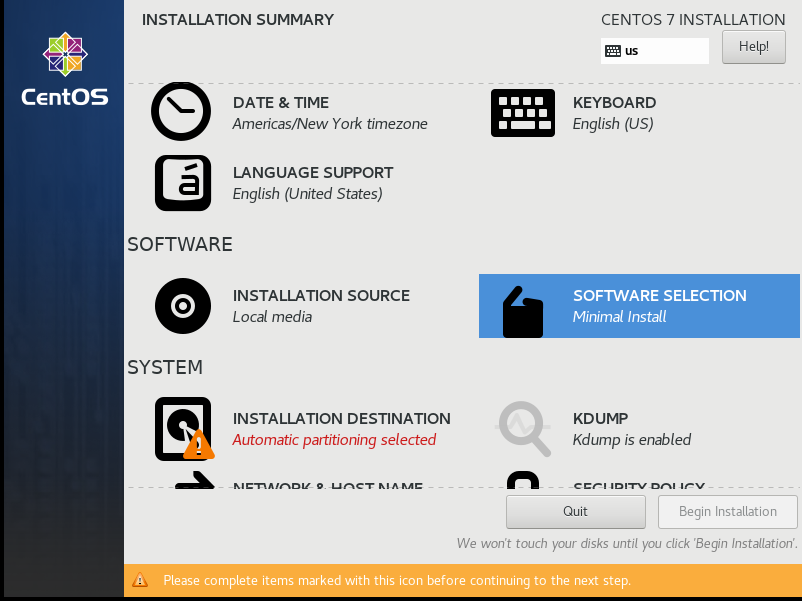 CentOS
INSTALLATION SUMMARY
CENTOS 7 INSTALLATION
us
Help!
DATE & TIME
Americas/New York timezone
KEYBOARD
English (US)
á
LANGUAGE SUPPORT
English (United States)
SOFTWARE
INSTALLATION SOURCE
Local media
SOFTWARE SELECTION
Minimal Install
SYSTEM
INSTALLATION DESTINATION
Automatic partitioning selected
KDUMP
Kdump is enabled
NETWORK & HOST NAME
SECURITY POLICY
Quit
Begin Installation
We won't touch your disks until you click 'Begin Installation'.
Please complete items marked with this icon before continuing to the next step.